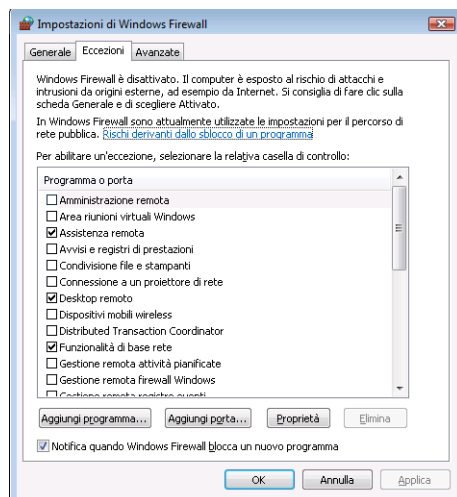 Impostazioni di Windows Firewall
Generale Eccezioni Avanzate
Windows Firewall è disattivato. Il computer è esposto al rischio di attacchi e
intrusioni da origini esterne, ad esempio da Internet. Si consiglia di fare clic sulla
scheda Generale e di scegliere Attivato.
In Windows Firewall sono attualmente utilizzate le impostazioni per il percorso di
rete pubblica. Rischi derivanti dallo sblocco di un programma
Per abilitare un'eccezione, selezionare la relativa casella di controllo:
Programma o porta
Amministrazione remota
Area riunioni virtuali Windows
Assistenza remota
Avvisi e registri di prestazioni
Condivisione file e stampanti
Connessione a un proiettore di rete
Desktop remoto
Dispositivi mobili wireless
Distributed Transaction Coordinator
Funzionalità di base rete
Gestione remota attività pianificate
Gestione remota firewall Windows
Gestione remota registro eventi
Aggiungi programma... Aggiungi porta... Proprietà Elimina
Notifica quando Windows Firewall blocca un nuovo programma
OK Annulla Applica